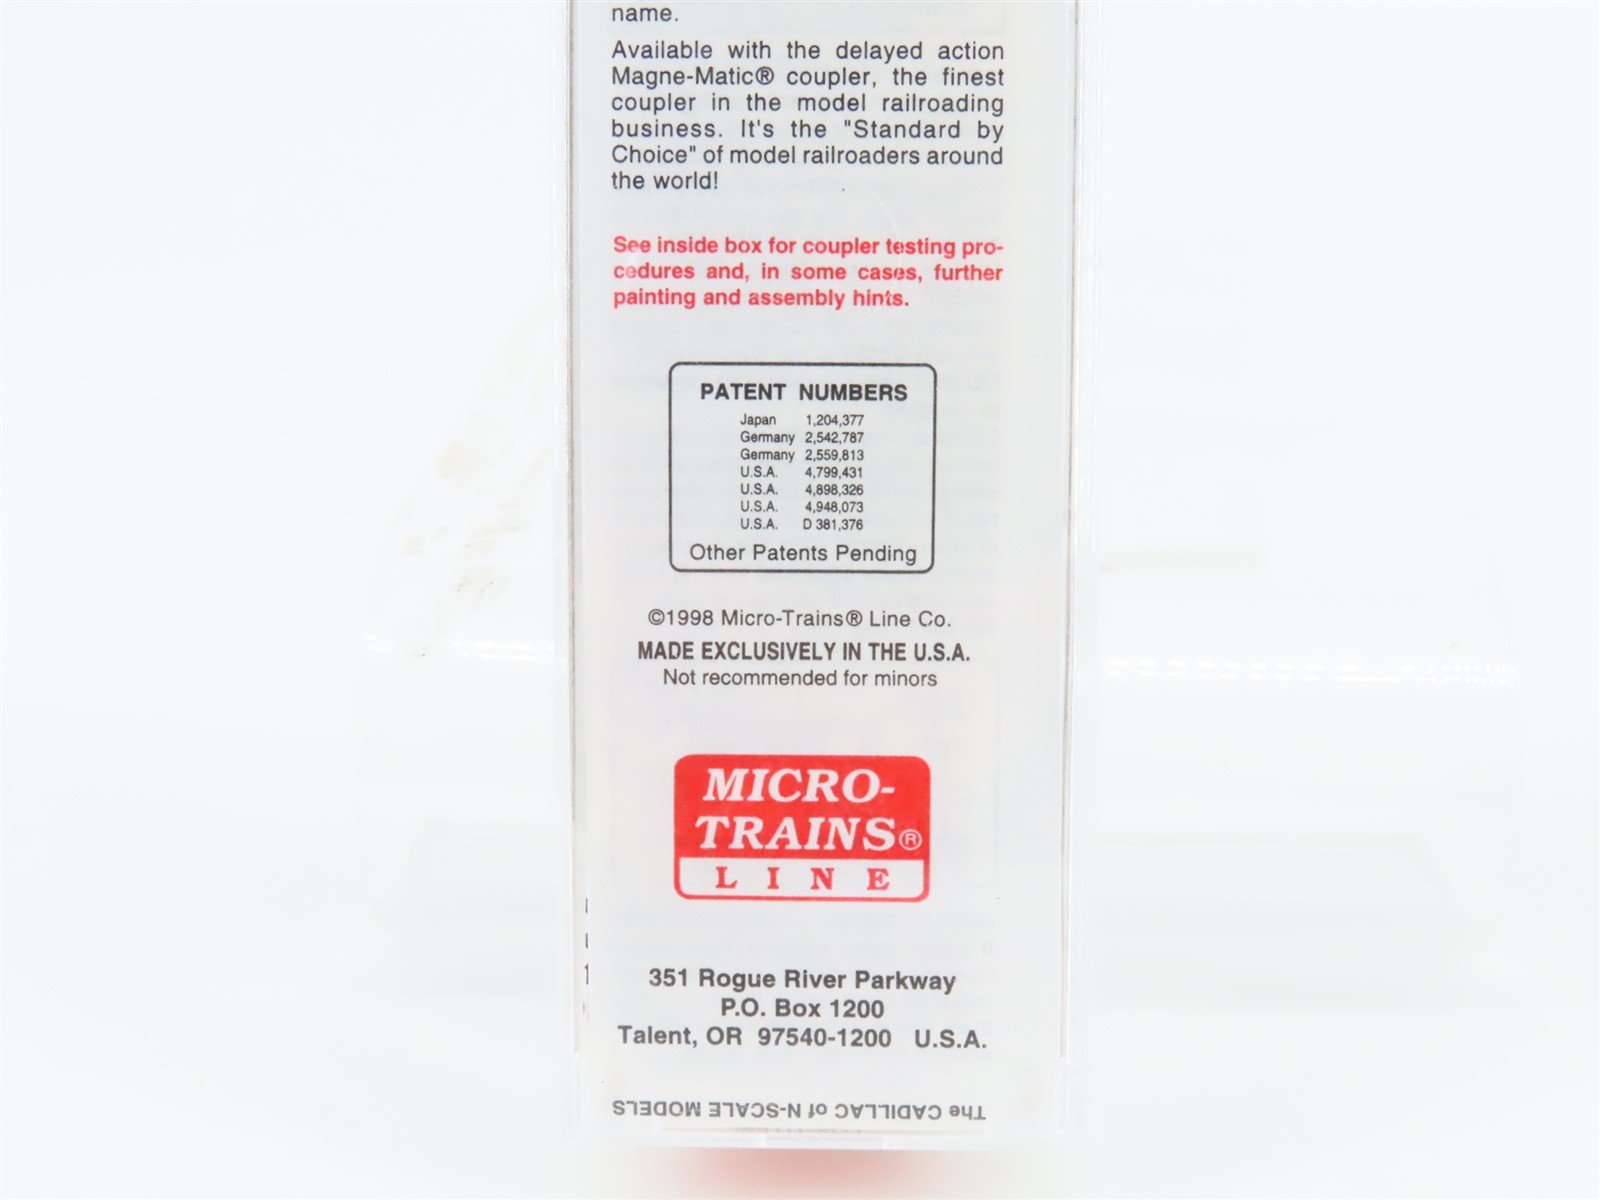 name.
Available with the delayed action
Magne-Matic® coupler, the finest
coupler in the model railroading
business. It's the "Standard by
Choice" of model railroaders around
the world!
See inside box for coupler testing pro-
cedures and, in some cases, further
painting and assembly hints.
PATENT NUMBERS
Japan 1,204,377
Germany 2,542,787
Germany 2,559,813
U.S.A. 4,799,431
U.S.A. 4,898,326
U.S.A. 4,948,073
U.S.A. D 381,376
Other Patents Pending
©1998 Micro-Trains® Line Co.
MADE EXCLUSIVELY IN THE U.S.A.
Not recommended for minors
MICRO-
TRAINS®
LINE
351 Rogue River Parkway
P.O. Box 1200
Talent, OR 97540-1200 U.S.A.
The CADILLAC of N-SCALE MODELS